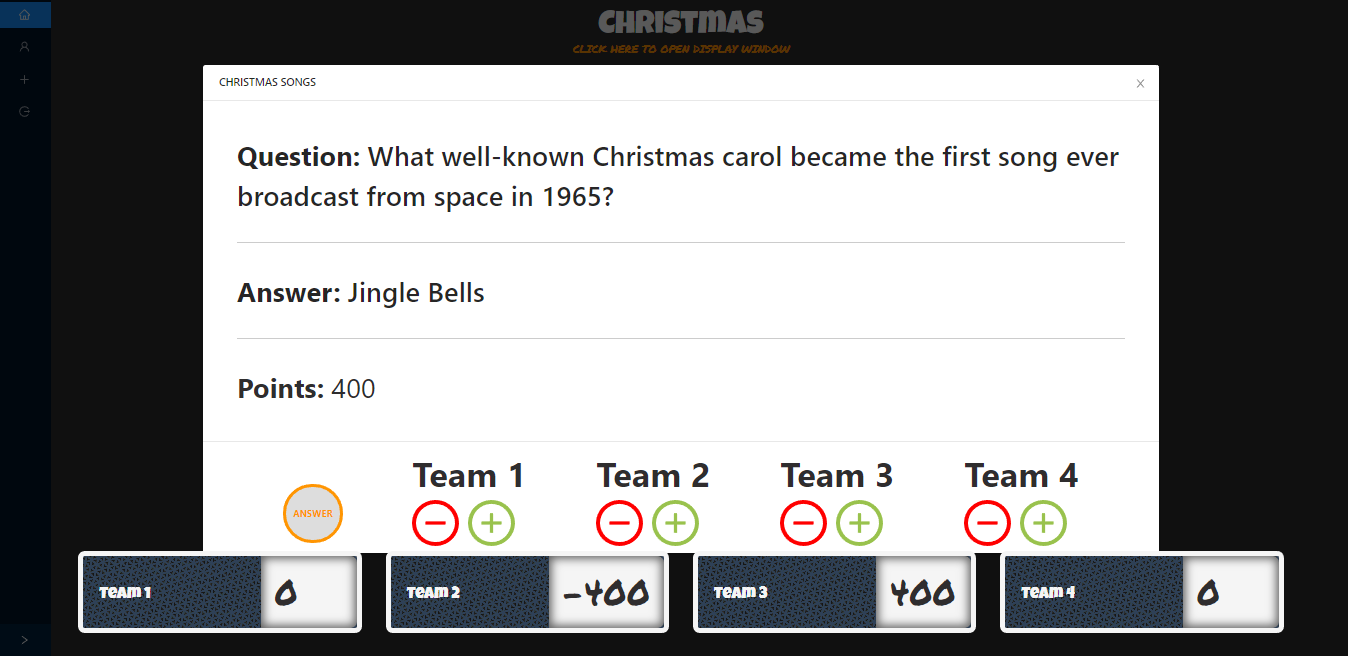 CHRISTMAS
CLICK HERE TO OPEN DISPLAY WINDOW
CHRISTMAS SONGS
Question: What well-known Christmas carol became the first song ever
broadcast from space in 1965?
Answer: Jingle Bells
Points: 400
Team 1 Team 2 Team 3 Team 4
ANSWER
Team 1 0 Team 2 -400 Team 3 400 Team 4 0